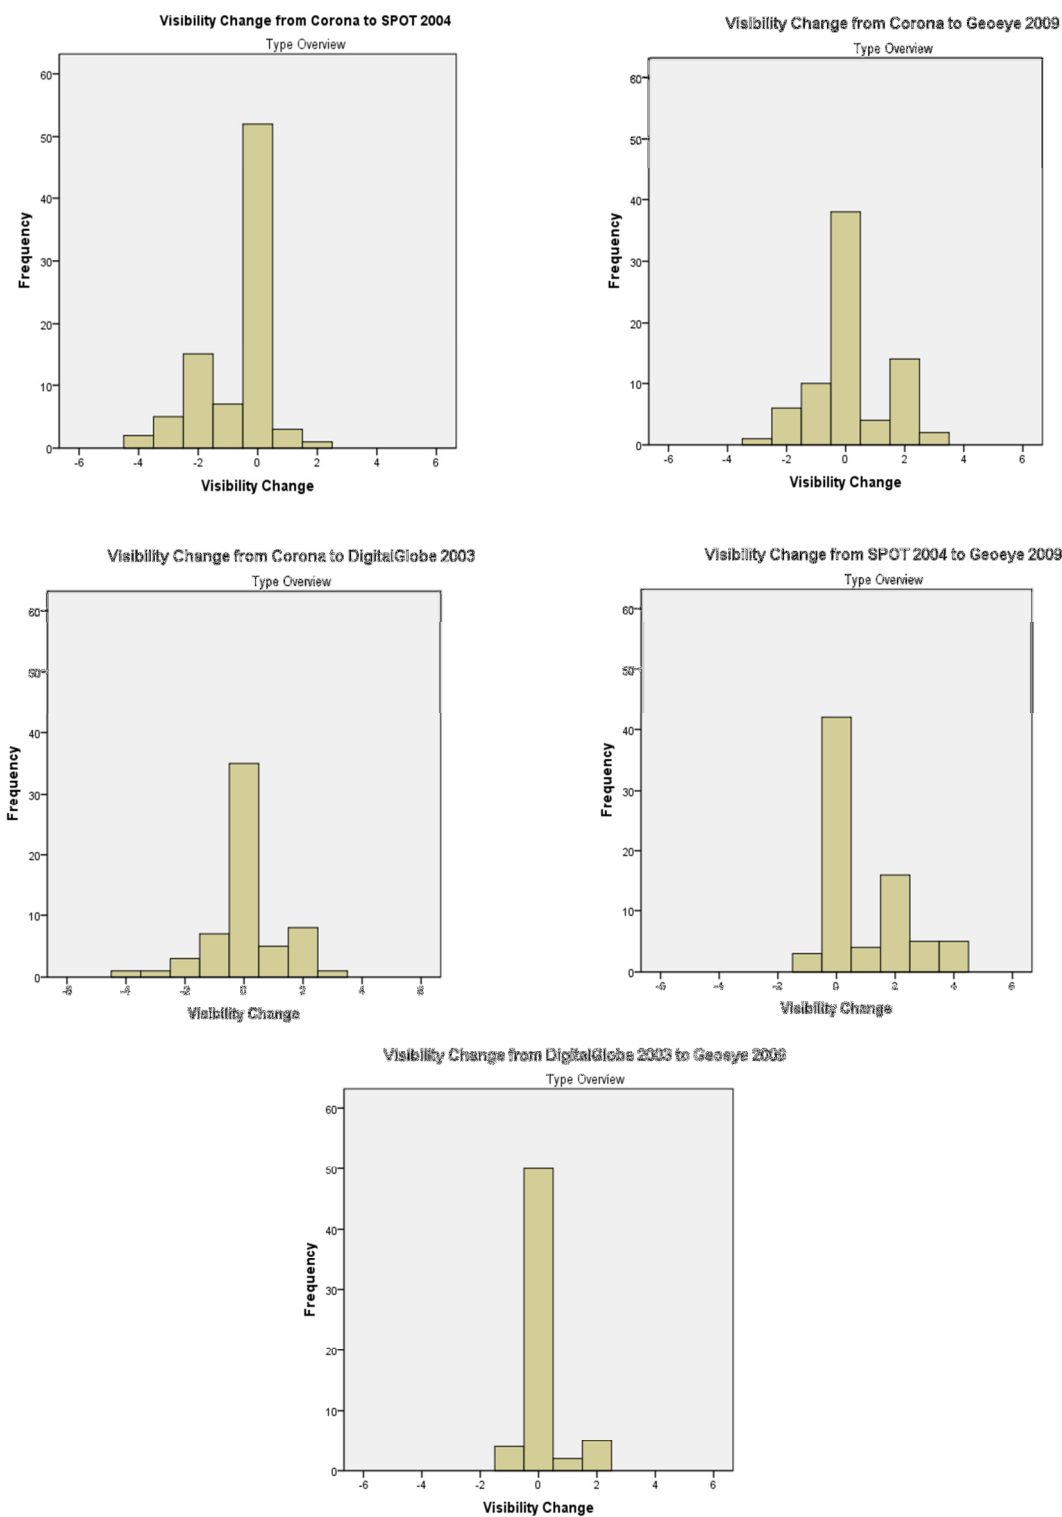 Visibility Change from Corona to SPOT 2004
Type Overview
60
50
40
30
20
10
0
Frequency
-6 -4 -2 0 2 4 6
Visibility Change
Visibility Change from Corona to Geoeye 2009
Type Overview
60
50
40
30
20
10
0
Frequency
-6 -4 -2 0 2 4 6
Visibility Change
Visibility Change from Corona to DigitalGlobe 2003
Type Overview
60
50
40
30
20
10
0
Frequency
Visibility Change
Visibility Change from SPOT 2004 to Geoeye 2009
Type Overview
60
50
40
30
20
10
0
Frequency
-6 -4 -2 0 2 4 6
Visibility Change
Visibility Change from DigitalGlobe 2003 to Geoeye 2009
Type Overview
60
50
40
30
20
10
0
Frequency
-6 -4 -2 0 2 4 6
Visibility Change